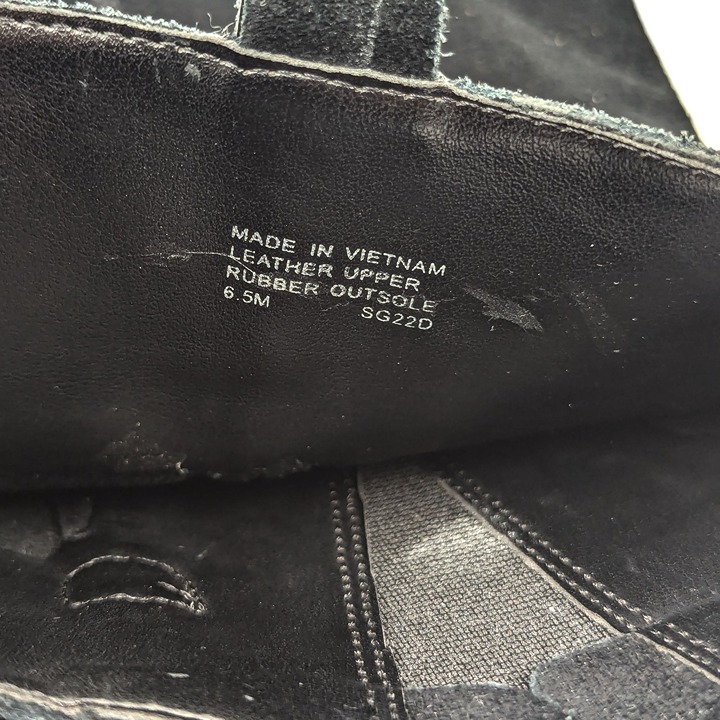 MADE IN VIETNAM
LEATHER UPPER
RUBBER OUTSOLE
6.5M SG22D